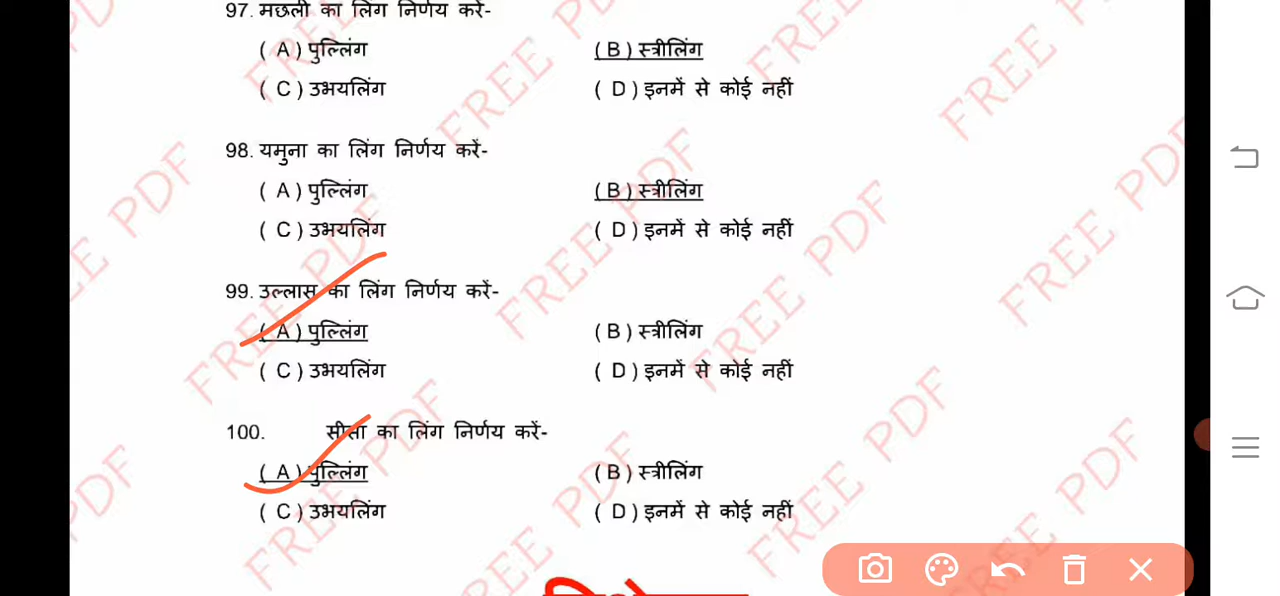 97. मछली का लिंग निर्णय करें-
( A ) पुल्लिंग ( B ) स्त्रीलिंग
( C ) उभयलिंग ( D ) इनमें से कोई नहीं
98. यमुना का लिंग निर्णय करें-
( A ) पुल्लिंग ( B ) स्त्रीलिंग
( C ) उभयलिंग ( D ) इनमें से कोई नहीं
99. उल्लास का लिंग निर्णय करें-
( A ) पुल्लिंग ( B ) स्त्रीलिंग
( C ) उभयलिंग ( D ) इनमें से कोई नहीं
100. सीसा का लिंग निर्णय करें-
( A ) पुल्लिंग ( B ) स्त्रीलिंग
( C ) उभयलिंग ( D ) इनमें से कोई नहीं
FREE PDF